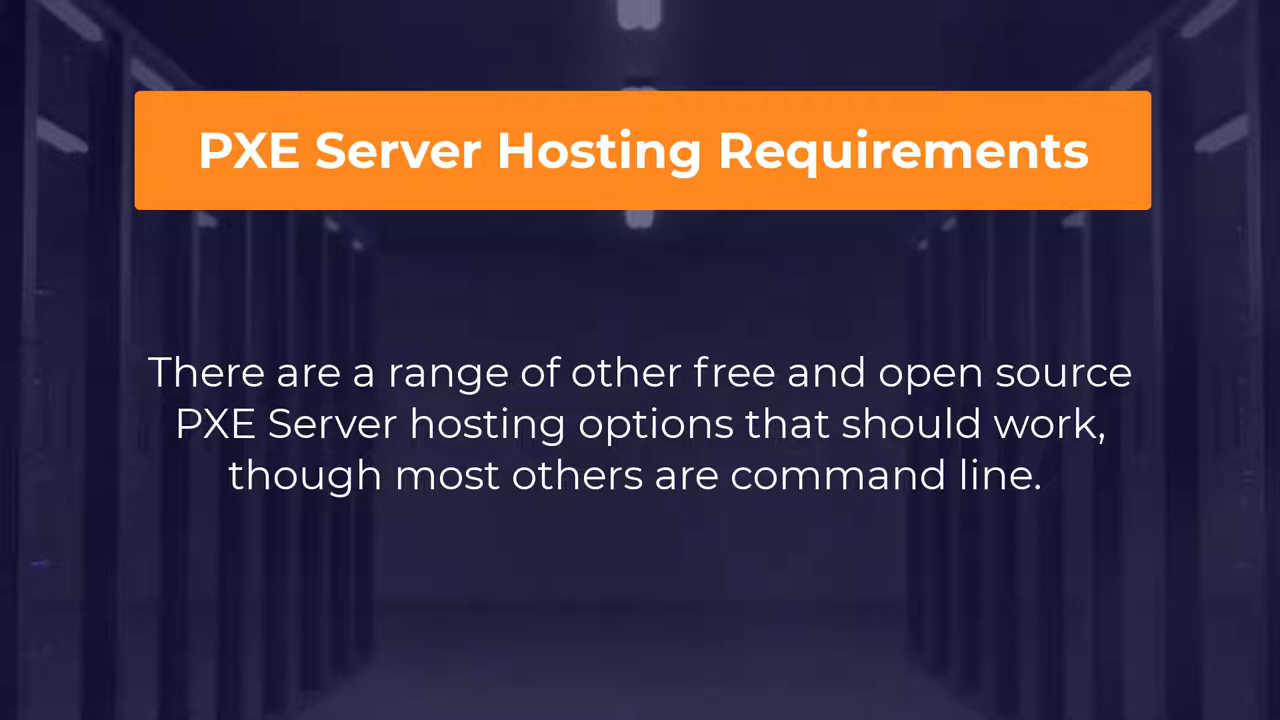 PXE Server Hosting Requirements
There are a range of other free and open source
PXE Server hosting options that should work,
though most others are command line.